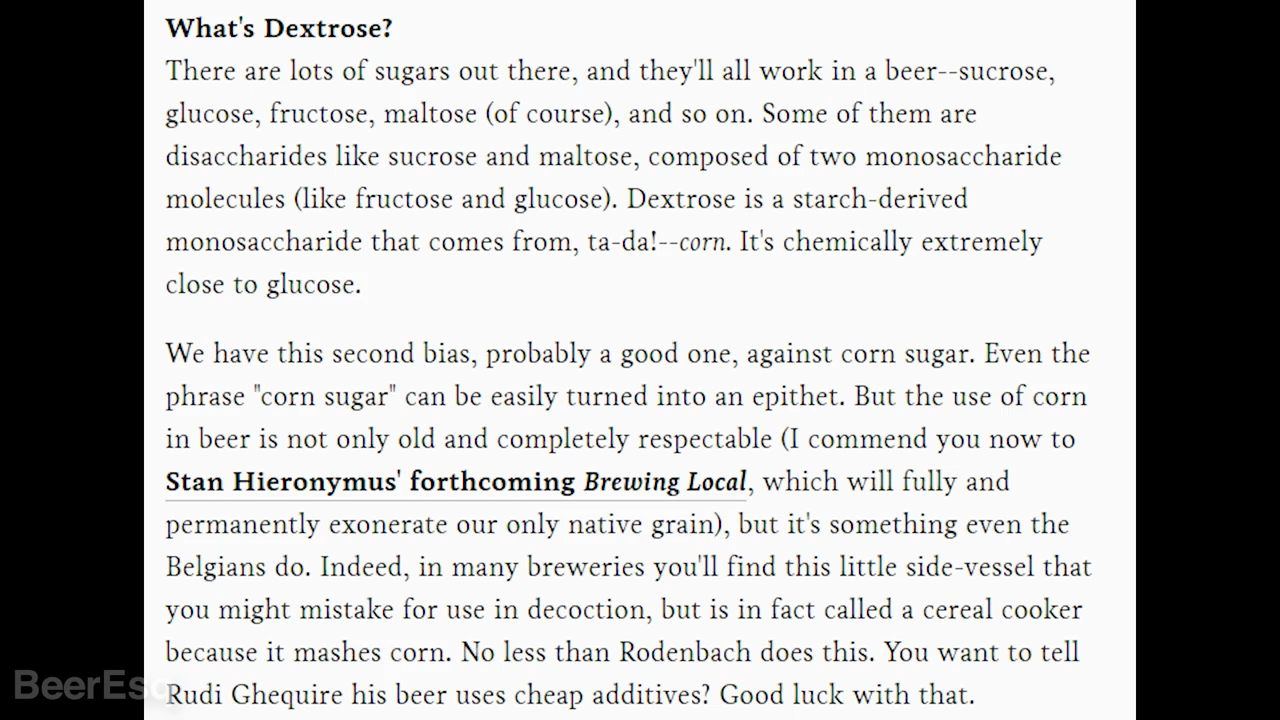 What's Dextrose?
There are lots of sugars out there, and they'll all work in a beer--sucrose,
glucose, fructose, maltose (of course), and so on. Some of them are
disaccharides like sucrose and maltose, composed of two monosaccharide
molecules (like fructose and glucose). Dextrose is a starch-derived
monosaccharide that comes from, ta-da!--corn. It's chemically extremely
close to glucose.
We have this second bias, probably a good one, against corn sugar. Even the
phrase "corn sugar" can be easily turned into an epithet. But the use of corn
in beer is not only old and completely respectable (I commend you now to
Stan Hieronymus' forthcoming Brewing Local, which will fully and
permanently exonerate our only native grain), but it's something even the
Belgians do. Indeed, in many breweries you'll find this little side-vessel that
you might mistake for use in decoction, but is in fact called a cereal cooker
because it mashes corn. No less than Rodenbach does this. You want to tell
Rudi Ghequire his beer uses cheap additives? Good luck with that.
BeerEsq